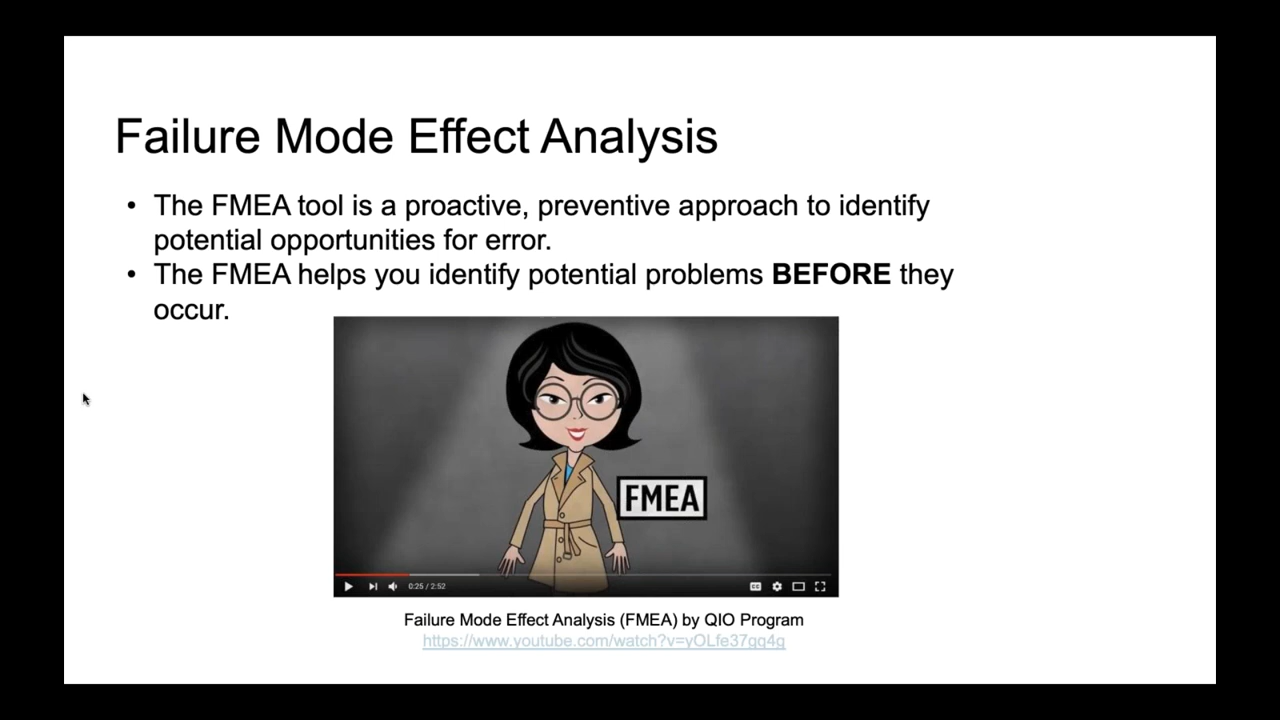 Failure Mode Effect Analysis
• The FMEA tool is a proactive, preventive approach to identify
potential opportunities for error.
• The FMEA helps you identify potential problems BEFORE they
occur.
FMEA
0:25 / 2:52
CC
Failure Mode Effect Analysis (FMEA) by QIO Program
https://www.youtube.com/watch?v=yOLfe37gq4g